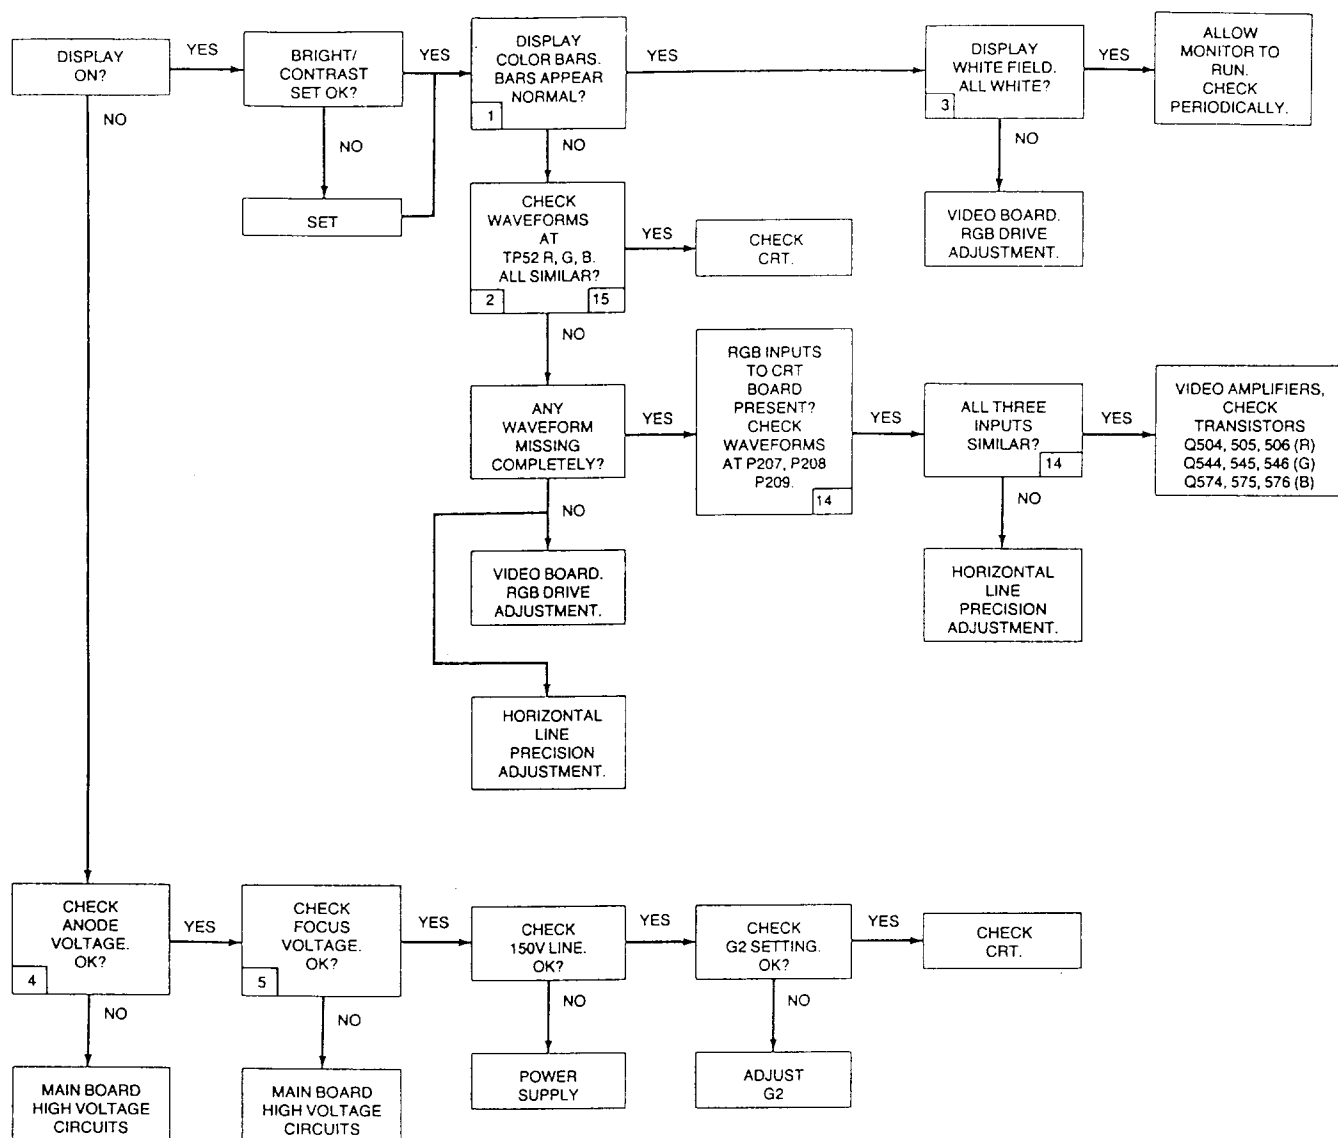 DISPLAY
ON?
YES
NO
BRIGHT/
CONTRAST
SET OK?
YES
NO
SET
DISPLAY
COLOR BARS.
BARS APPEAR
NORMAL?
1
YES
NO
DISPLAY
WHITE FIELD.
ALL WHITE?
3
YES
NO
ALLOW
MONITOR TO
RUN.
CHECK
PERIODICALLY.
VIDEO BOARD.
RGB DRIVE
ADJUSTMENT.
CHECK
WAVEFORMS
AT
TP52 R, G, B.
ALL SIMILAR?
2
15
YES
NO
CHECK
CRT.
ANY
WAVEFORM
MISSING
COMPLETELY?
YES
NO
RGB INPUTS
TO CRT
BOARD
PRESENT?
CHECK
WAVEFORMS
AT P207, P208
P209.
14
YES
ALL THREE
INPUTS
SIMILAR?
14
YES
NO
VIDEO AMPLIFIERS,
CHECK
TRANSISTORS
Q504, 505, 506 (R)
Q544, 545, 546 (G)
Q574, 575, 576 (B)
VIDEO BOARD.
RGB DRIVE
ADJUSTMENT.
HORIZONTAL
LINE
PRECISION
ADJUSTMENT.
HORIZONTAL
LINE
PRECISION
ADJUSTMENT.
CHECK
ANODE
VOLTAGE.
OK?
4
YES
NO
CHECK
FOCUS
VOLTAGE.
OK?
5
YES
NO
CHECK
150V LINE.
OK?
YES
NO
CHECK
G2 SETTING.
OK?
YES
NO
CHECK
CRT.
MAIN BOARD
HIGH VOLTAGE
CIRCUITS
MAIN BOARD
HIGH VOLTAGE
CIRCUITS
POWER
SUPPLY
ADJUST
G2